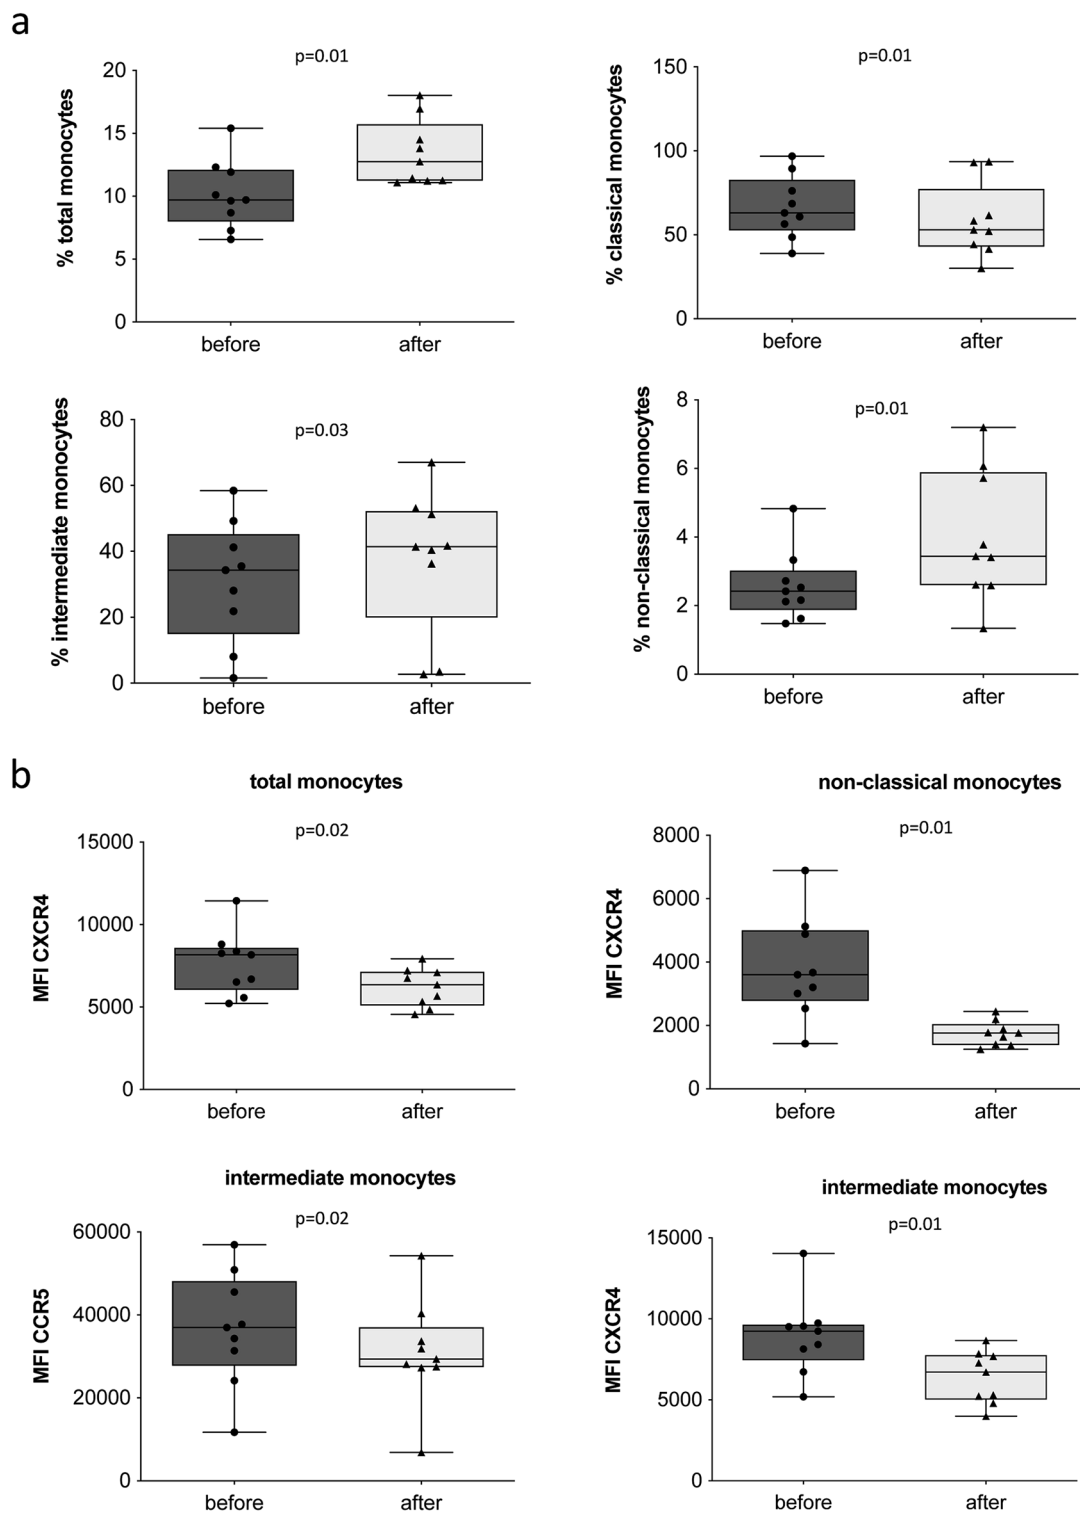 a
p=0.01
% total monocytes
20
15
10
5
0
before
after
p=0.01
% classical monocytes
150
100
50
0
before
after
p=0.03
% intermediate monocytes
80
60
40
20
0
before
after
p=0.01
% non-classical monocytes
8
6
4
2
0
before
after
b
total monocytes
p=0.02
MFI CXCR4
15000
10000
5000
0
before
after
non-classical monocytes
p=0.01
MFI CXCR4
8000
6000
4000
2000
0
before
after
intermediate monocytes
p=0.02
MFI CCR5
60000
40000
20000
0
before
after
intermediate monocytes
p=0.01
MFI CXCR4
15000
10000
5000
0
before
after